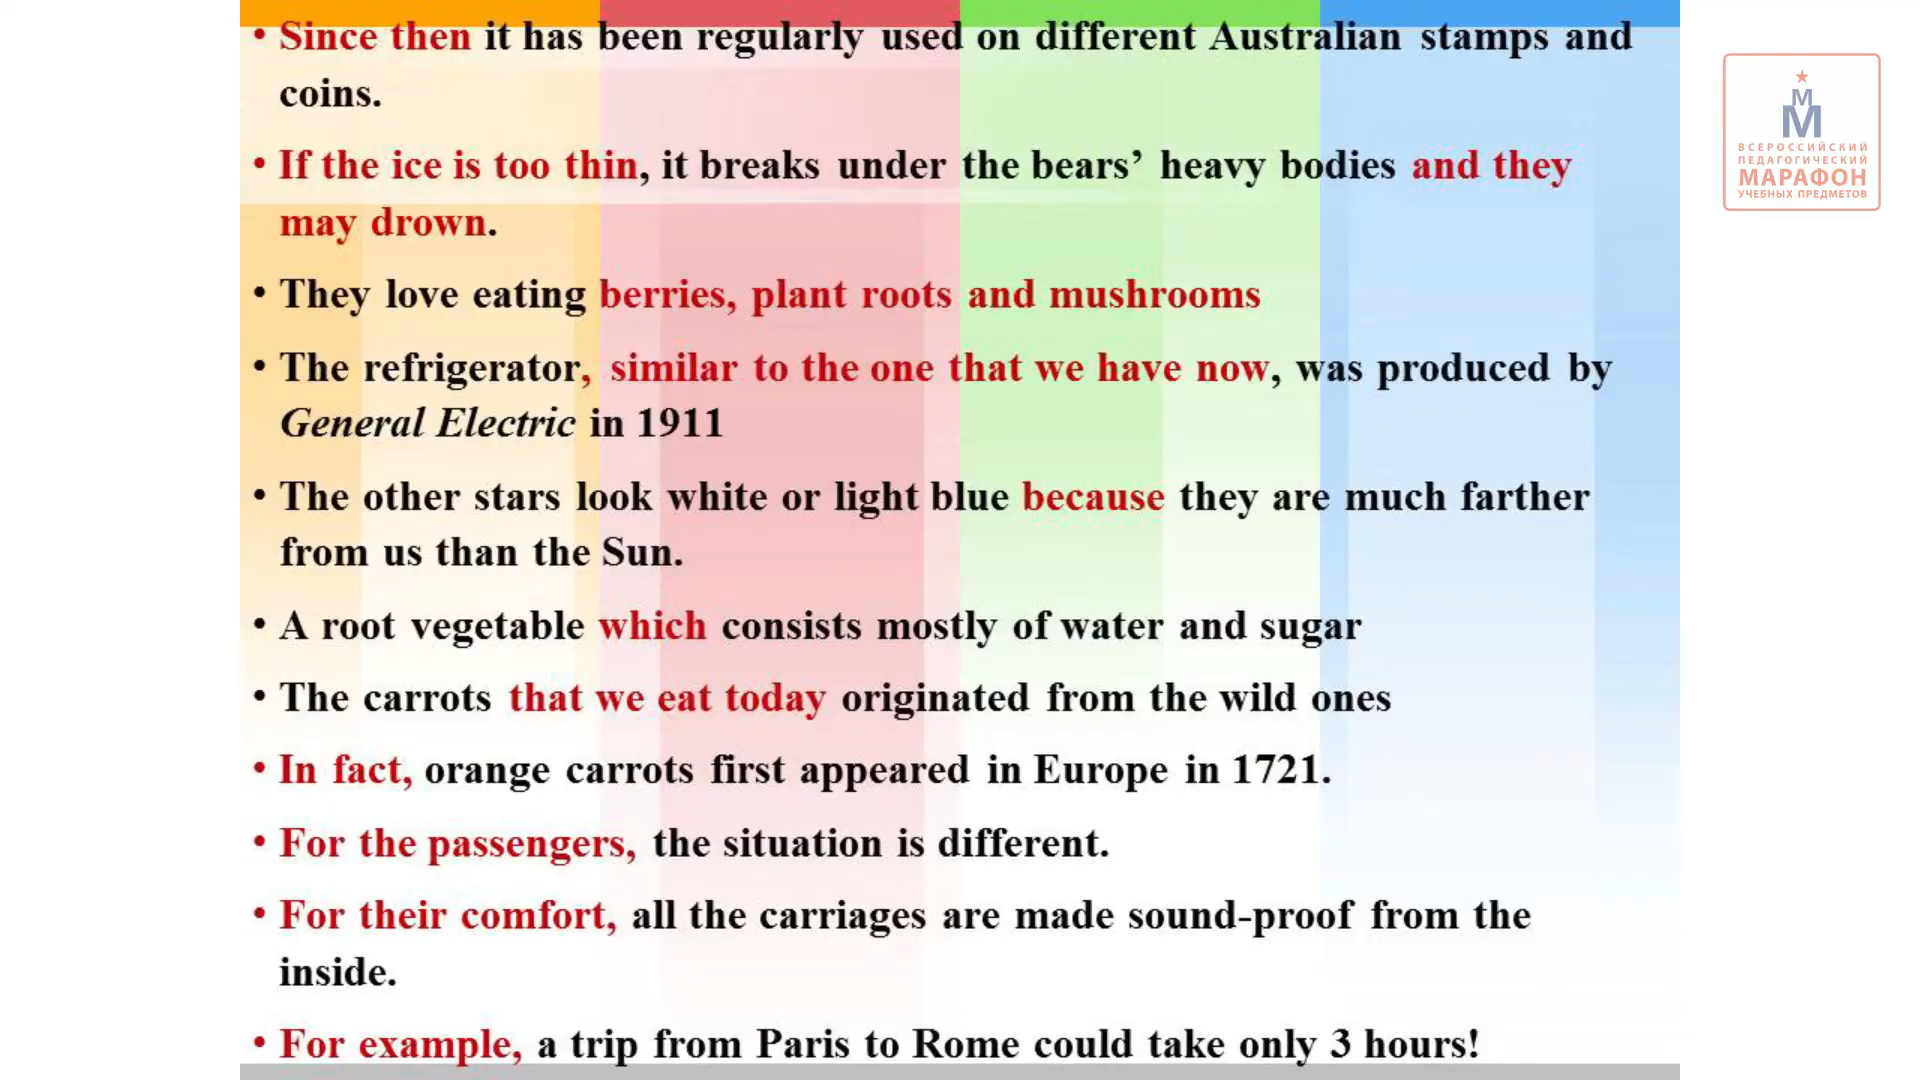 • Since then it has been regularly used on different Australian stamps and
coins.
• If the ice is too thin, it breaks under the bears’ heavy bodies and they
may drown.
• They love eating berries, plant roots and mushrooms
• The refrigerator, similar to the one that we have now, was produced by
General Electric in 1911
• The other stars look white or light blue because they are much farther
from us than the Sun.
• A root vegetable which consists mostly of water and sugar
• The carrots that we eat today originated from the wild ones
• In fact, orange carrots first appeared in Europe in 1721.
• For the passengers, the situation is different.
• For their comfort, all the carriages are made sound-proof from the
inside.
• For example, a trip from Paris to Rome could take only 3 hours!
М
М
ВСЕРОССИЙСКИЙ
ПЕДАГОГИЧЕСКИЙ
МАРАФОН
УЧЕБНЫХ ПРЕДМЕТОВ